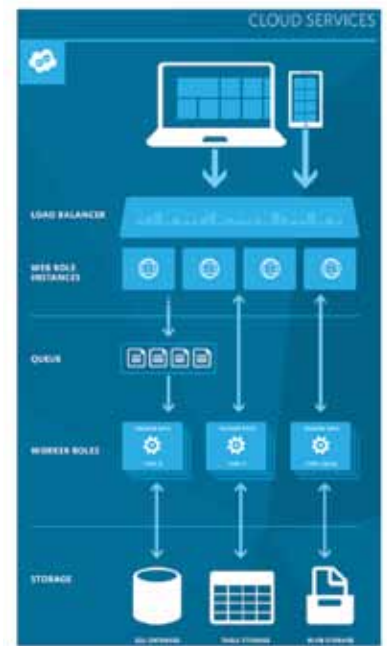 CLOUD SERVICES
LOAD BALANCER
WEB ROLE
INSTANCES
QUEUE
WORKER ROLES
STORAGE
SQL DATABASE
TABLE STORAGE
BLOB STORAGE